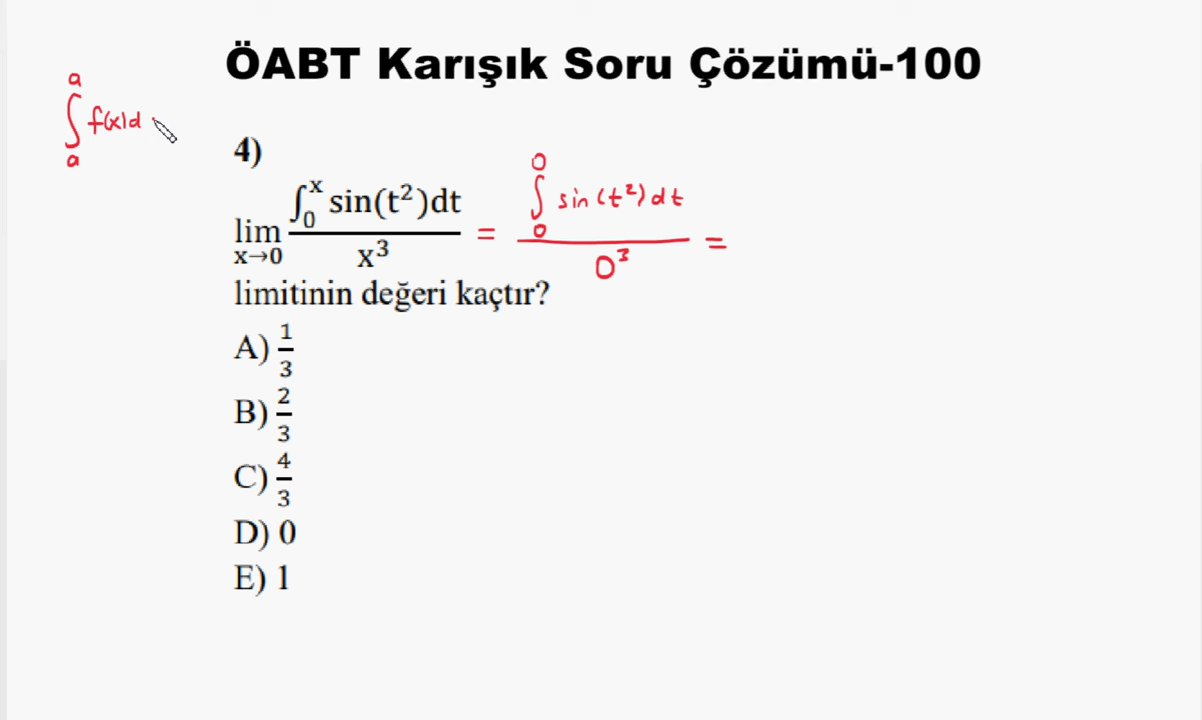 ÖABT Karışık Soru Çözümü-100
∫ₐᵃ f(x)d
4)
lim x→0 ∫₀ˣ sin(t²)dt / x³ = ∫₀⁰ sin(t²)dt / 0³ =
limitinin değeri kaçtır?
A) 1/3
B) 2/3
C) 4/3
D) 0
E) 1